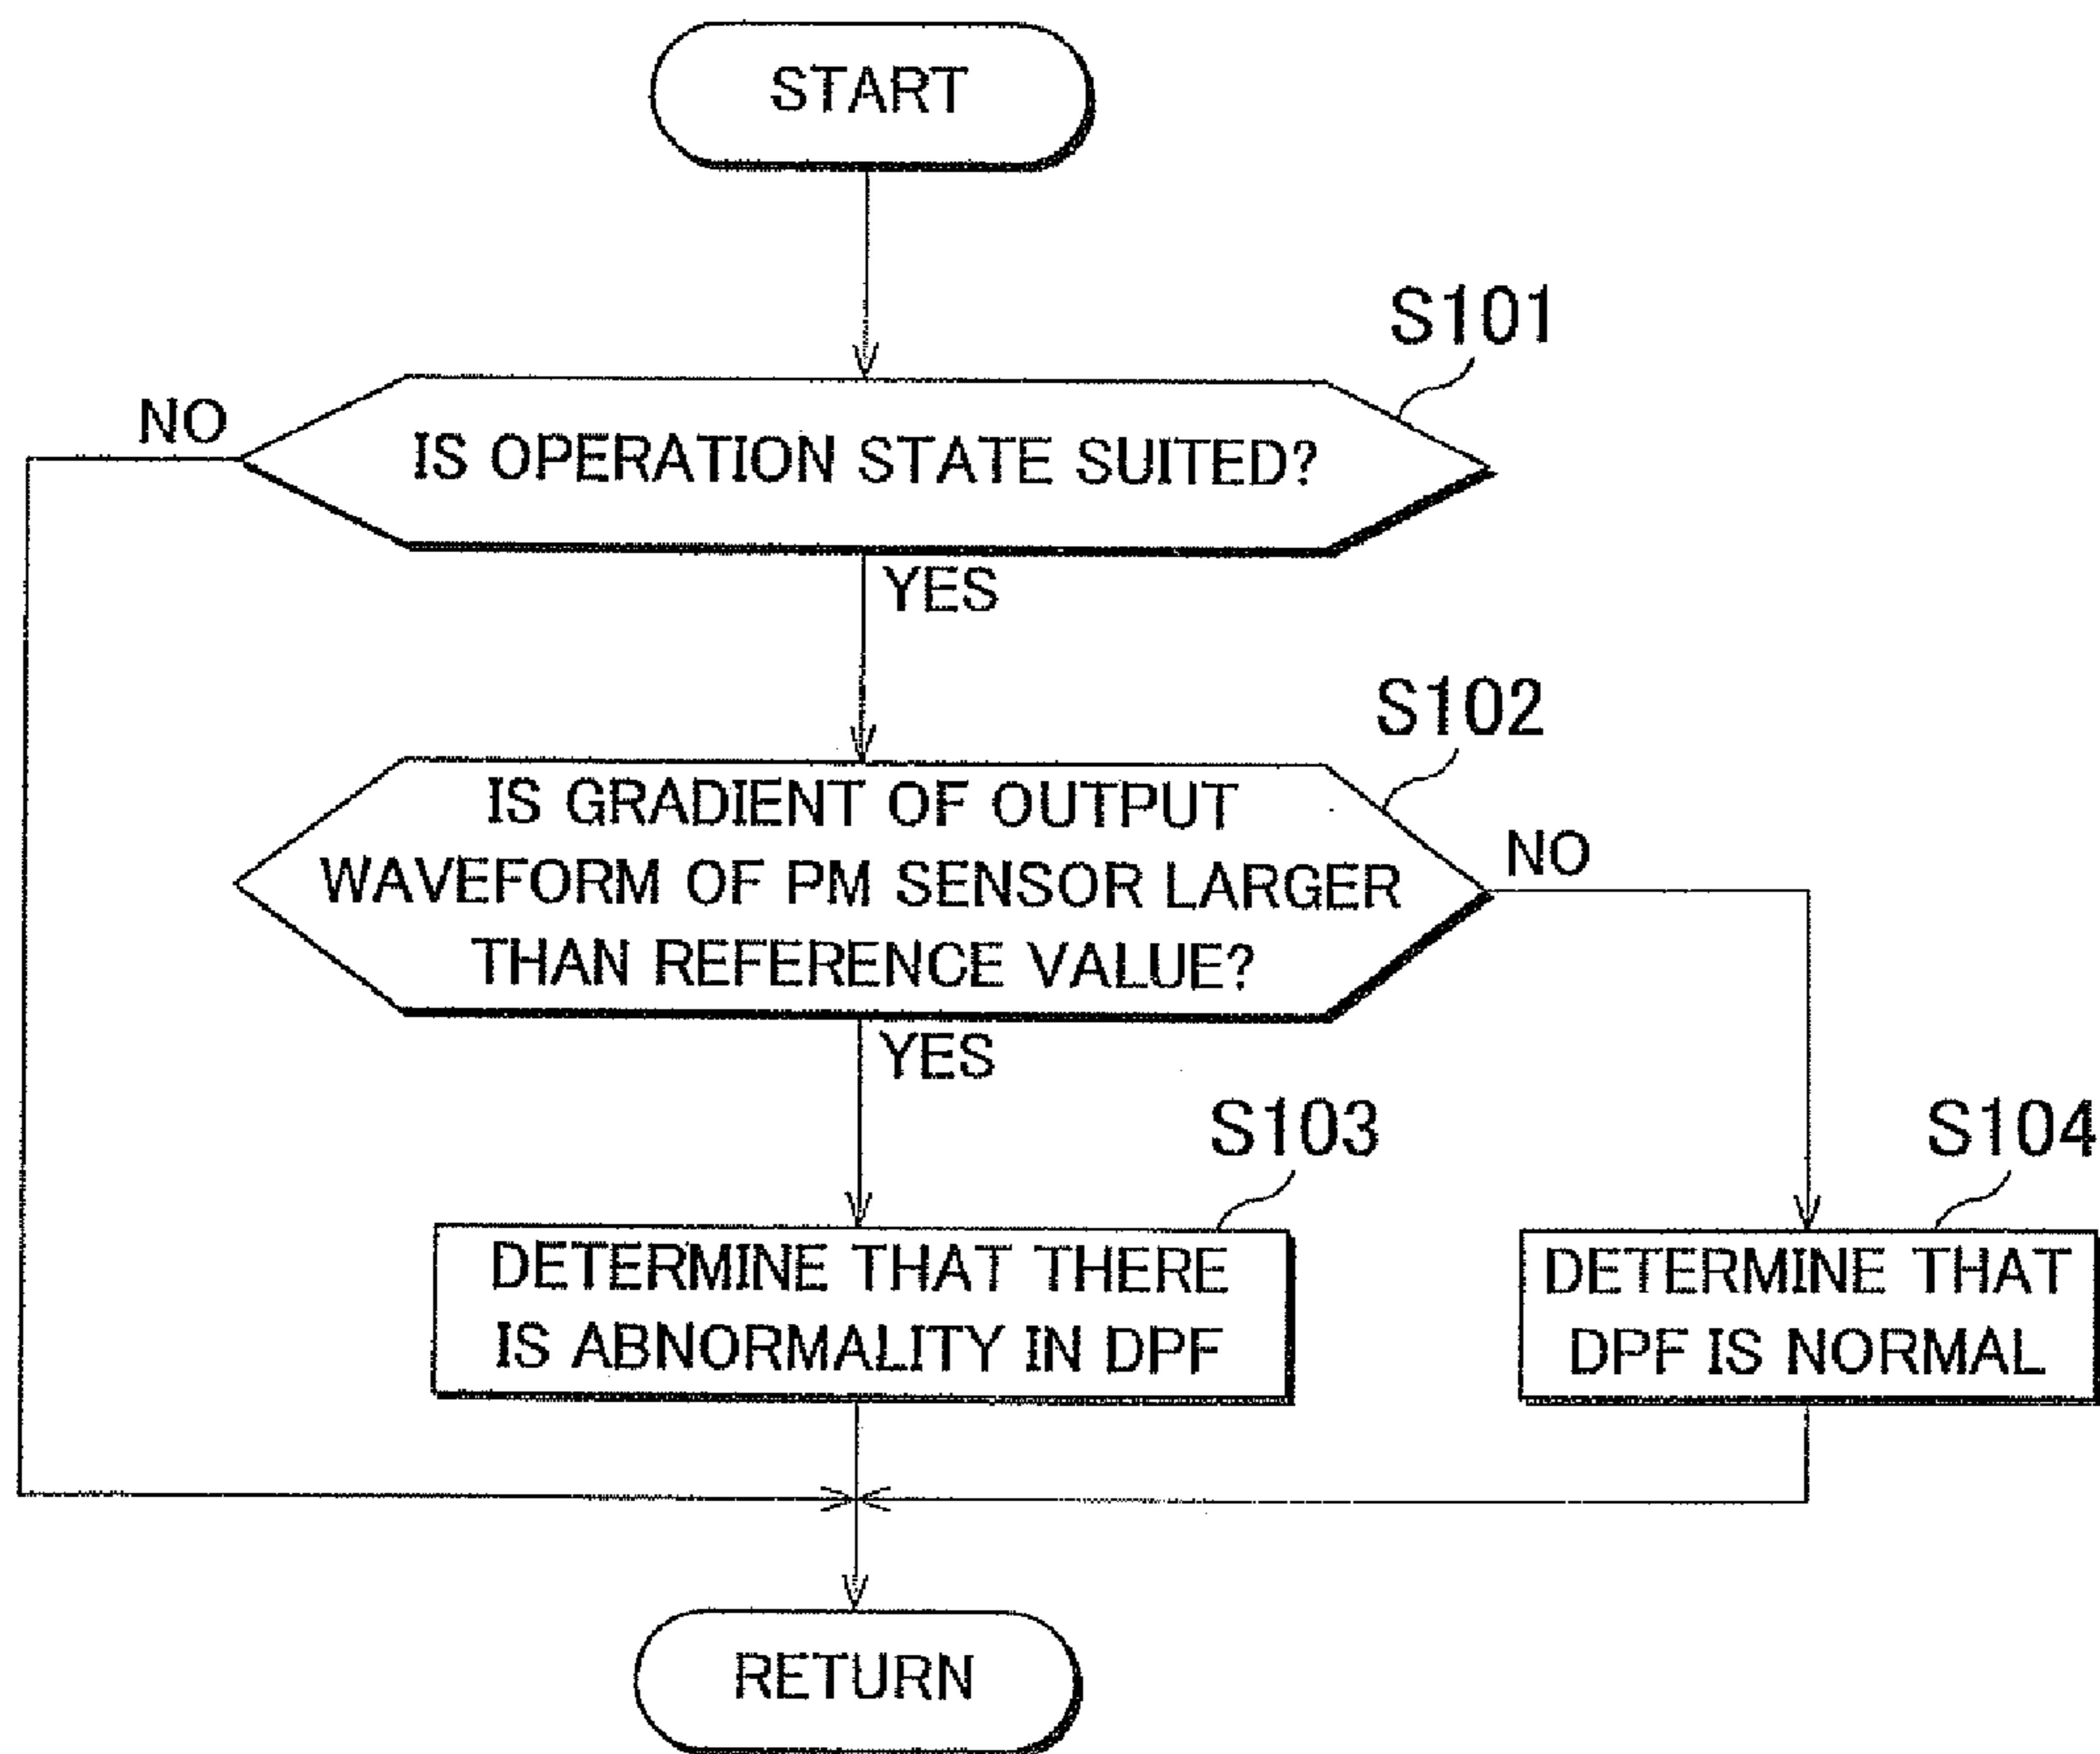 START
S101
NO
IS OPERATION STATE SUITED?
YES
S102
IS GRADIENT OF OUTPUT
WAVEFORM OF PM SENSOR LARGER
THAN REFERENCE VALUE?
NO
YES
S103
DETERMINE THAT THERE
IS ABNORMALITY IN DPF
S104
DETERMINE THAT
DPF IS NORMAL
RETURN